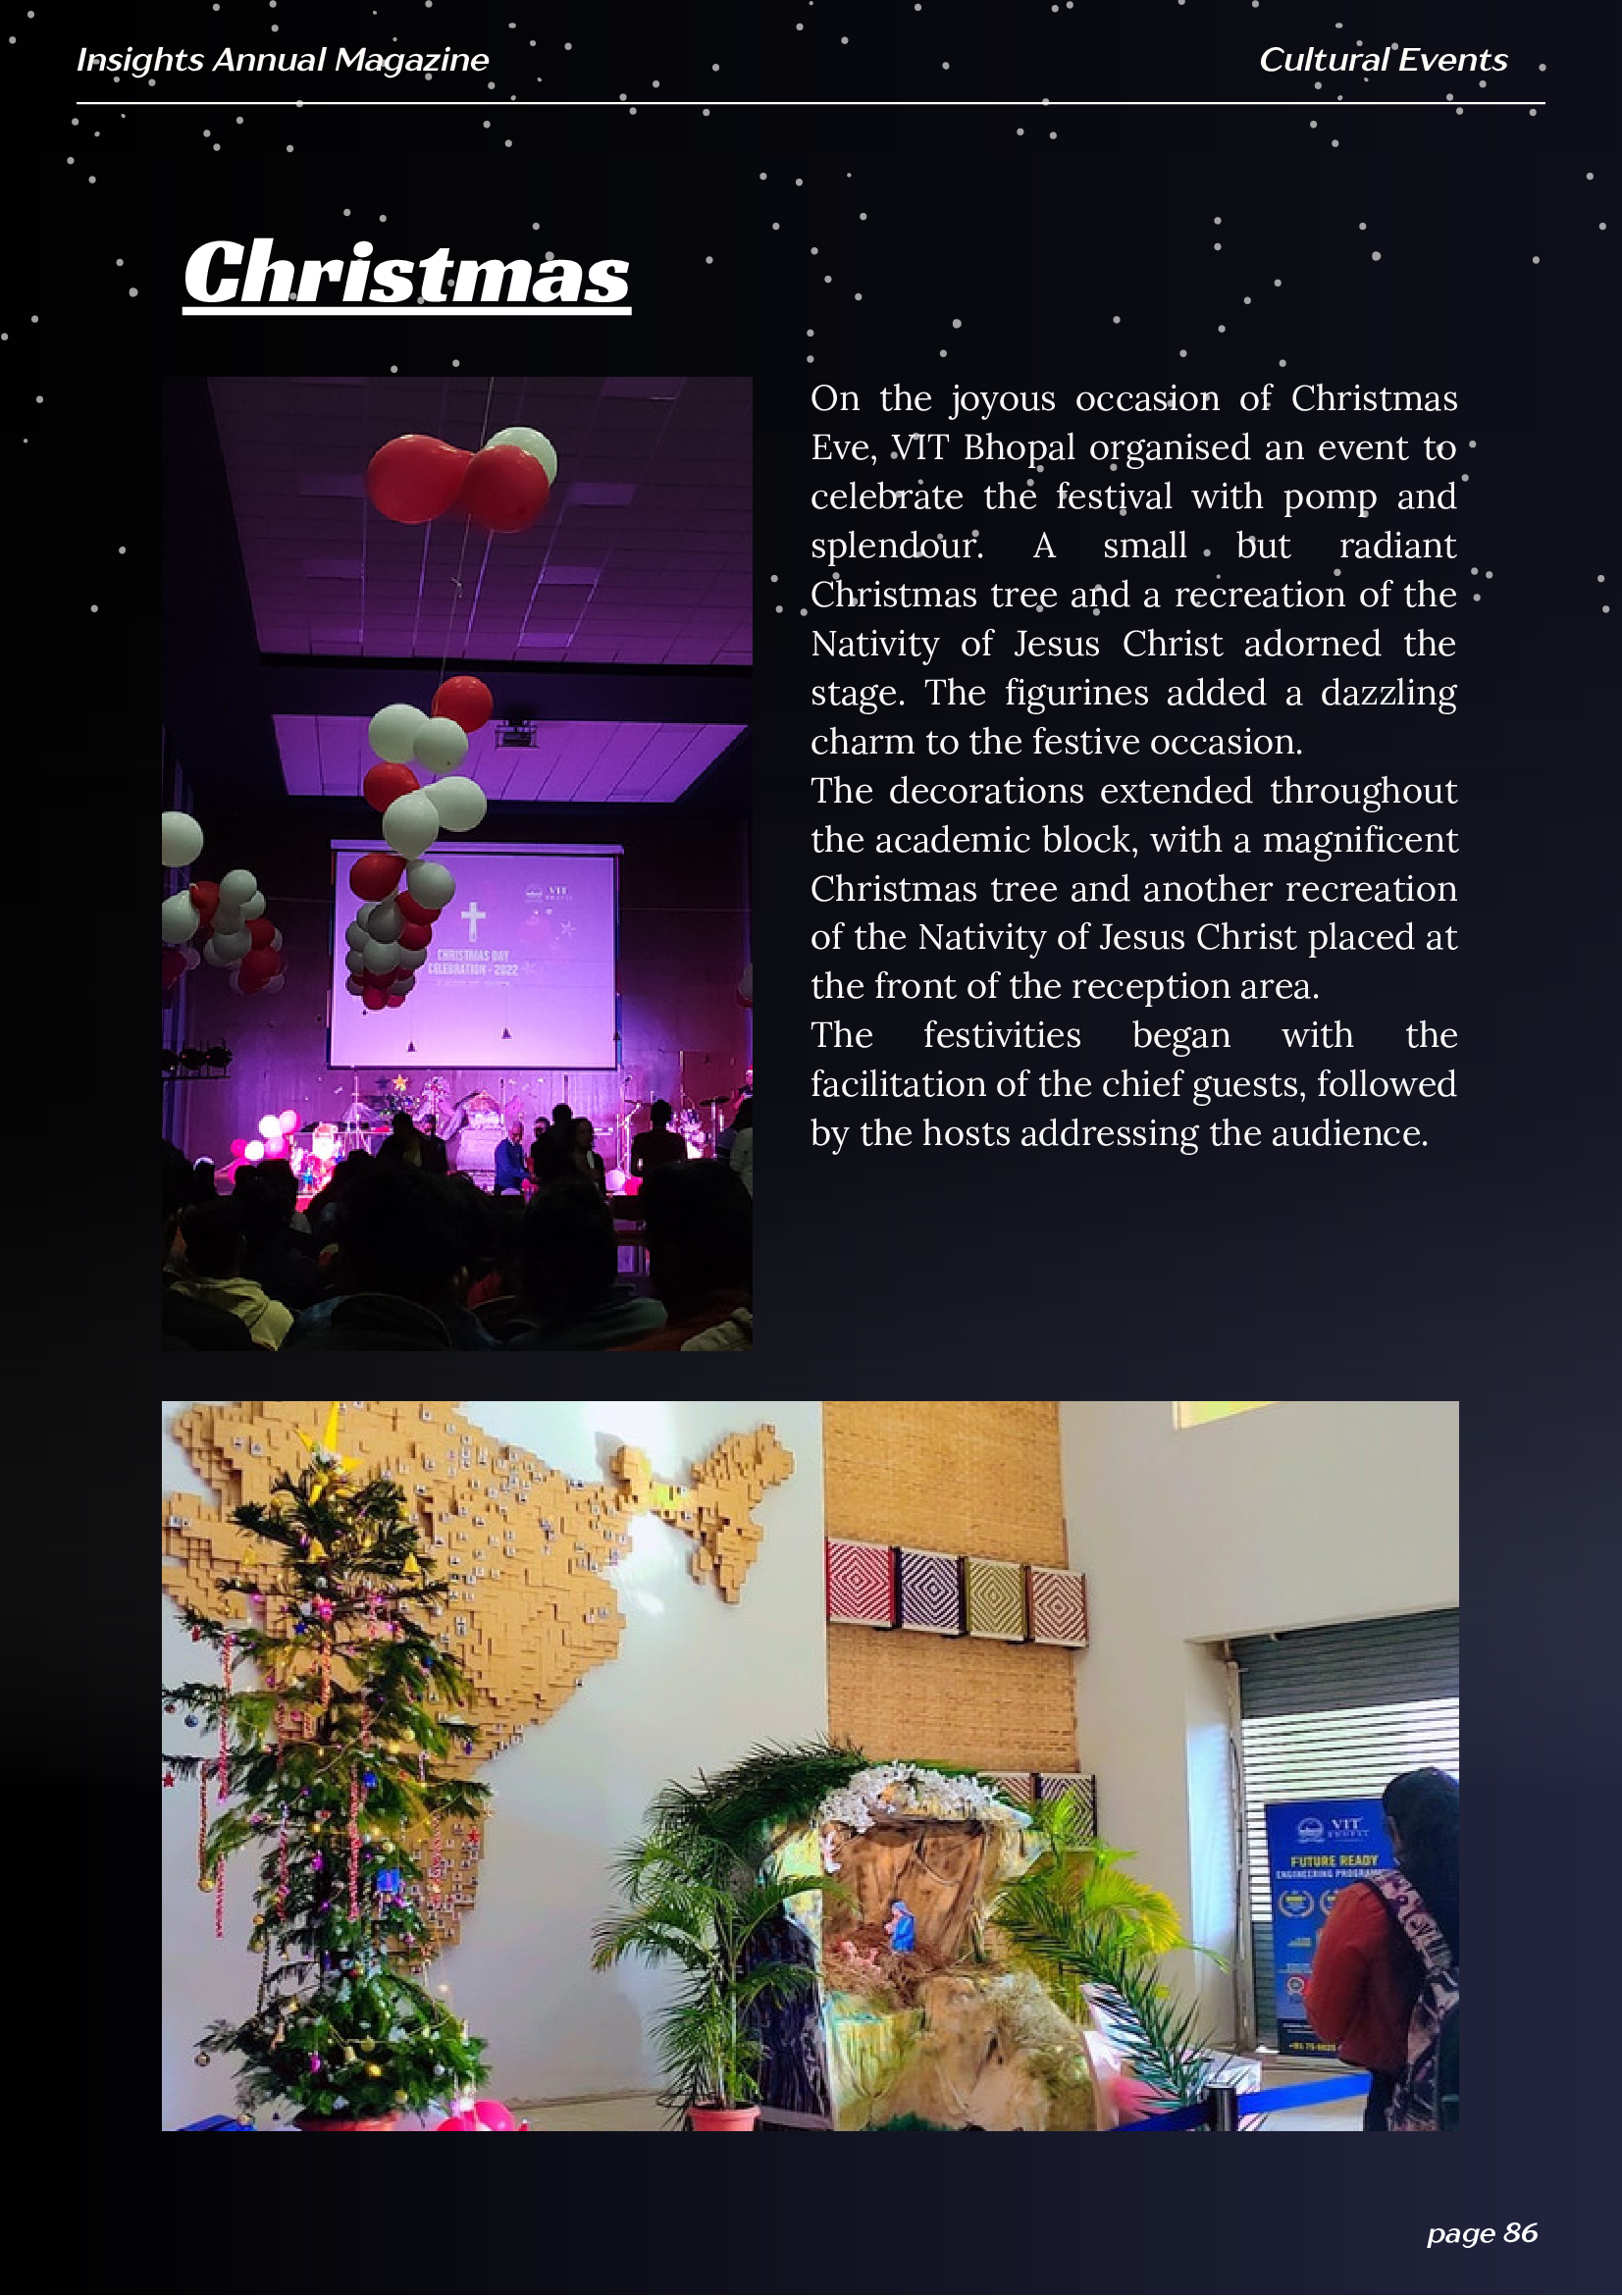 Insights Annual Magazine
Cultural Events
Christmas
On the joyous occasion of Christmas
Eve, VIT Bhopal organised an event to
celebrate the festival with pomp and
splendour. A small but radiant
Christmas tree and a recreation of the
Nativity of Jesus Christ adorned the
stage. The figurines added a dazzling
charm to the festive occasion.
The decorations extended throughout
the academic block, with a magnificent
Christmas tree and another recreation
of the Nativity of Jesus Christ placed at
the front of the reception area.
The festivities began with the
facilitation of the chief guests, followed
by the hosts addressing the audience.
VIT
BHOPAL
CHRISTMAS DAY
CELEBRATION - 2022
VIT
BHOPAL
FUTURE READY
ENGINEERING
page 86